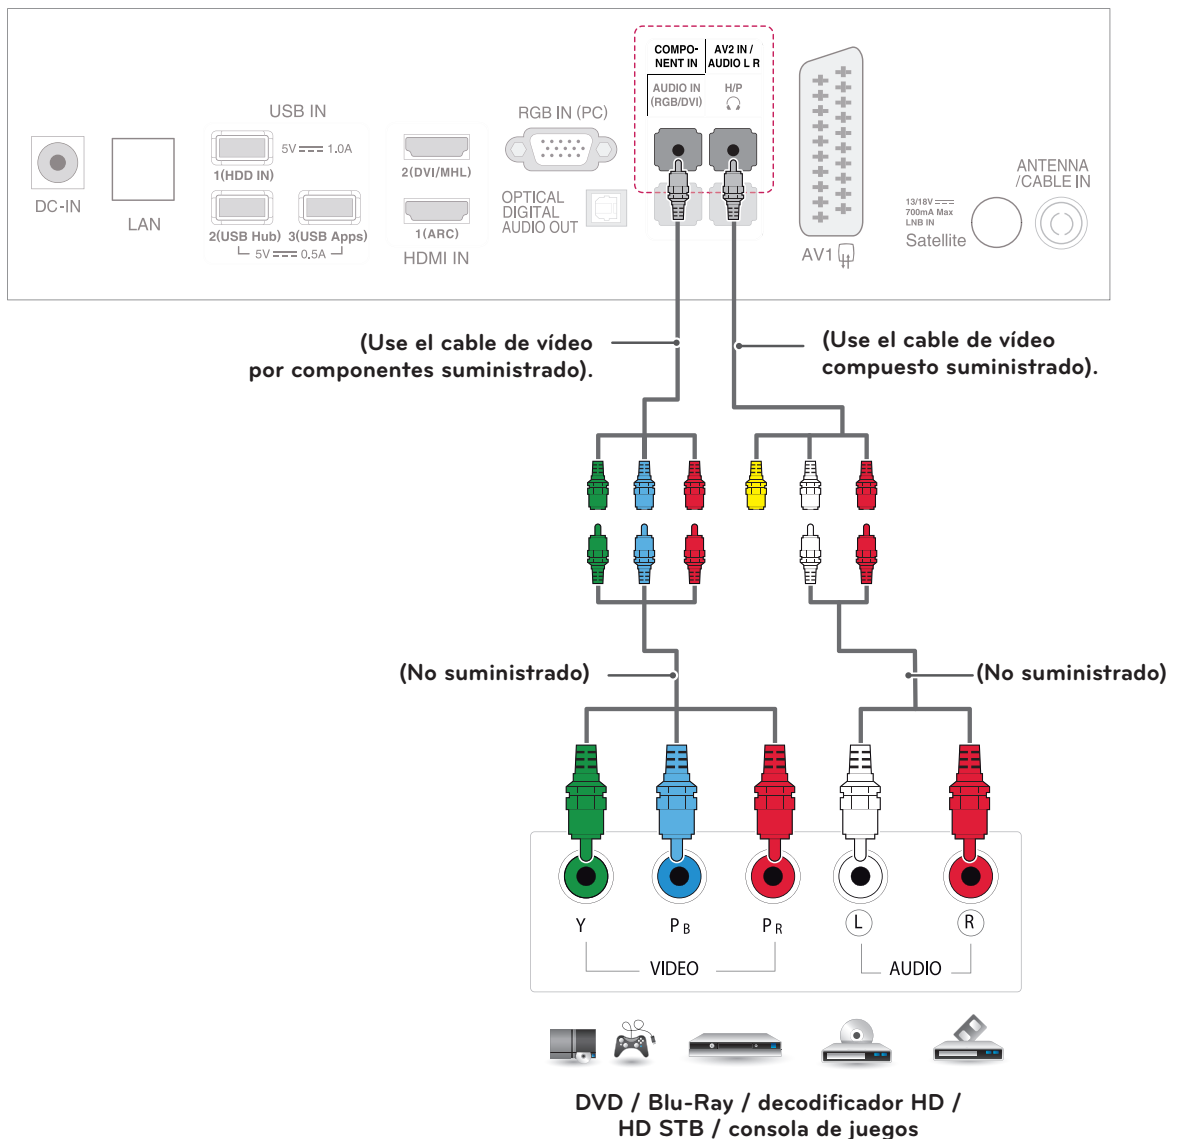 COMPO-
NENT IN
AV2 IN /
AUDIO L R
AUDIO IN
(RGB/DVI)
H/P
USB IN
RGB IN (PC)
5V 1.0A
1(HDD IN)
2(DVI/MHL)
ANTENNA
/CABLE IN
DC-IN
LAN
2(USB Hub) 3(USB Apps)
5V 0.5A
1(ARC)
HDMI IN
OPTICAL
DIGITAL
AUDIO OUT
AV1
13/18V
700mA Max
LNB IN
Satellite
(Use el cable de vídeo
por componentes suministrado).
(Use el cable de vídeo
compuesto suministrado).
(No suministrado)
(No suministrado)
Y
PB
PR
L
R
VIDEO
AUDIO
DVD / Blu-Ray / decodificador HD /
HD STB / consola de juegos